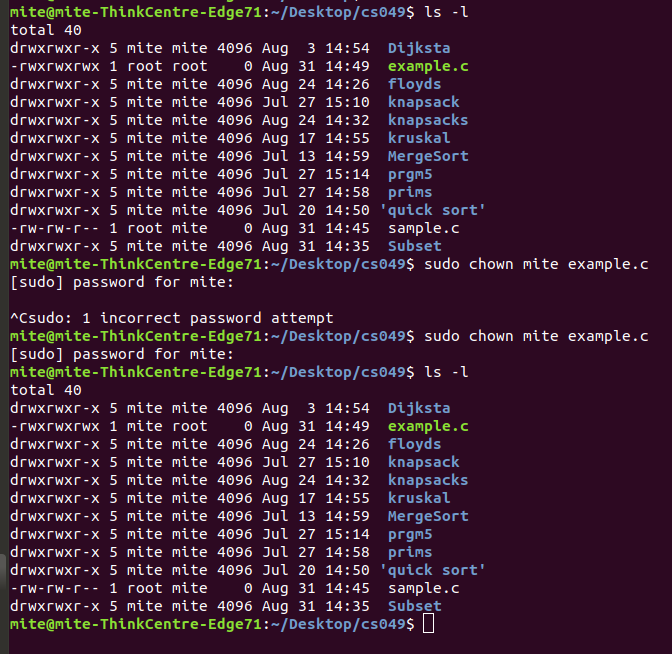 mite@mite-ThinkCentre-Edge71:~/Desktop/cs049$ ls -l
total 40
drwxrwxr-x 5 mite mite 4096 Aug  3 14:54  Dijksta
-rwxrwxrwx 1 root root    0 Aug 31 14:49  example.c
drwxrwxr-x 5 mite mite 4096 Aug 24 14:26  floyds
drwxrwxr-x 5 mite mite 4096 Jul 27 15:10  knapsack
drwxrwxr-x 5 mite mite 4096 Aug 24 14:32  knapsacks
drwxrwxr-x 5 mite mite 4096 Aug 17 14:55  kruskal
drwxrwxr-x 5 mite mite 4096 Jul 13 14:59  MergeSort
drwxrwxr-x 5 mite mite 4096 Jul 27 15:14  prgm5
drwxrwxr-x 5 mite mite 4096 Jul 27 14:58  prims
drwxrwxr-x 5 mite mite 4096 Jul 20 14:50 'quick sort'
-rw-rw-r-- 1 root mite    0 Aug 31 14:45  sample.c
drwxrwxr-x 5 mite mite 4096 Aug 31 14:35  Subset
mite@mite-ThinkCentre-Edge71:~/Desktop/cs049$ sudo chown mite example.c
[sudo] password for mite:
^Csudo: 1 incorrect password attempt
mite@mite-ThinkCentre-Edge71:~/Desktop/cs049$ sudo chown mite example.c
[sudo] password for mite:
mite@mite-ThinkCentre-Edge71:~/Desktop/cs049$ ls -l
total 40
drwxrwxr-x 5 mite mite 4096 Aug  3 14:54  Dijksta
-rwxrwxrwx 1 mite root    0 Aug 31 14:49  example.c
drwxrwxr-x 5 mite mite 4096 Aug 24 14:26  floyds
drwxrwxr-x 5 mite mite 4096 Jul 27 15:10  knapsack
drwxrwxr-x 5 mite mite 4096 Aug 24 14:32  knapsacks
drwxrwxr-x 5 mite mite 4096 Aug 17 14:55  kruskal
drwxrwxr-x 5 mite mite 4096 Jul 13 14:59  MergeSort
drwxrwxr-x 5 mite mite 4096 Jul 27 15:14  prgm5
drwxrwxr-x 5 mite mite 4096 Jul 27 14:58  prims
drwxrwxr-x 5 mite mite 4096 Jul 20 14:50 'quick sort'
-rw-rw-r-- 1 root mite    0 Aug 31 14:45  sample.c
drwxrwxr-x 5 mite mite 4096 Aug 31 14:35  Subset
mite@mite-ThinkCentre-Edge71:~/Desktop/cs049$